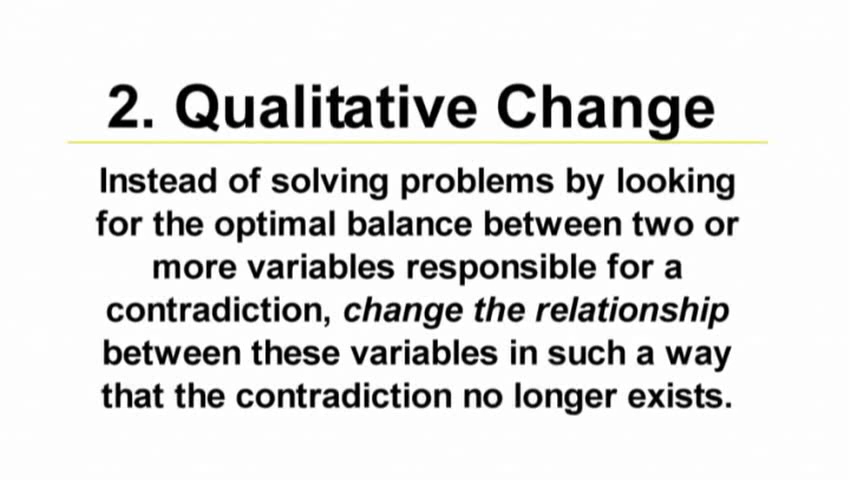 2. Qualitative Change
Instead of solving problems by looking
for the optimal balance between two or
more variables responsible for a
contradiction, change the relationship
between these variables in such a way
that the contradiction no longer exists.